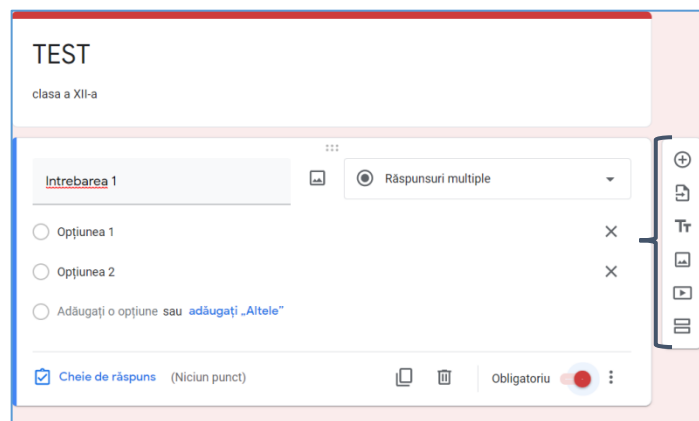 TEST
clasa a XII-a
Intrebarea 1
Răspunsuri multiple
Opțiunea 1
Opțiunea 2
Adăugați o opțiune sau adăugați „Altele”
Cheie de răspuns (Niciun punct)
Obligatoriu
Tт